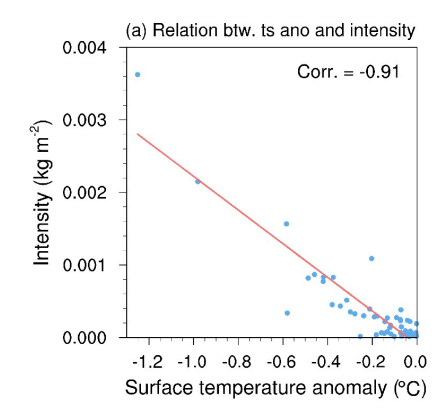 (a) Relation btw. ts ano and intensity
Corr. = -0.91
Intensity (kg m⁻²)
0.004
0.003
0.002
0.001
0.000
-1.2 -1.0 -0.8 -0.6 -0.4 -0.2 0.0
Surface temperature anomaly (°C)